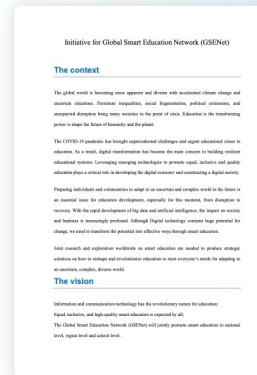 Initiative for Global Smart Education Network (GSENet)
The context
The global world is becoming more apparent and diverse with accelerated climate change and
uncertain situations. Persistent inequalities, social fragmentation, political extremism, and
unexpected disruption bring many societies to the point of crisis. Education is the transforming
power to shape the future of humanity and the planet.
The COVID-19 pandemic has brought unprecedented challenges and urgent educational crises to
education. As a result, digital transformation has become the main concern in building resilient
educational systems. Leveraging emerging technologies to promote equal, inclusive and quality
education plays a critical role in developing the digital economy and constructing a digital society.
Preparing individuals and communities to adapt to an uncertain and complex world in the future is
an essential issue for education development, especially for this moment, from disruption to
recovery. With the rapid development of big data and artificial intelligence, the impact on society
and business is increasingly profound. Although Digital technology contains huge potential for
change, we need to transform the potential into effective ways through smart education.
Joint research and exploration worldwide on smart education are needed to produce strategic
solutions on how to reshape and revolutionize education to meet everyone's needs for adapting to
an uncertain, complex, diverse world.
The vision
Information and communication technology has the revolutionary nature for education;
Equal, inclusive, and high-quality smart education is expected by all;
The Global Smart Education Network (GSENet) will jointly promote smart education in national
level, region level and school level.